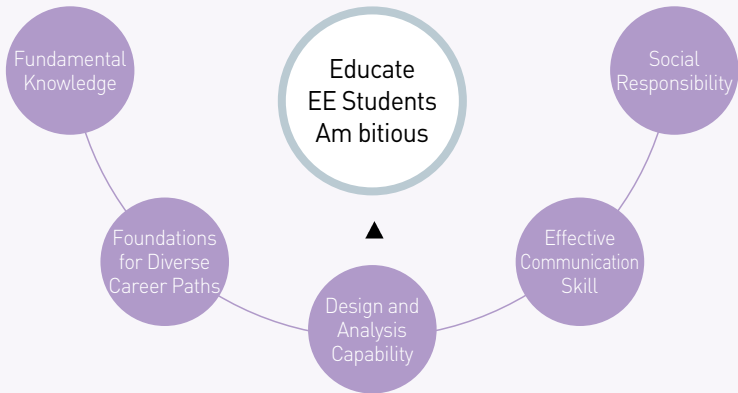 Fundamental
Knowledge
Educate
EE Students
Am bitious
Social
Responsibility
Foundations
for Diverse
Career Paths
Design and
Analysis
Capability
Effective
Communication
Skill